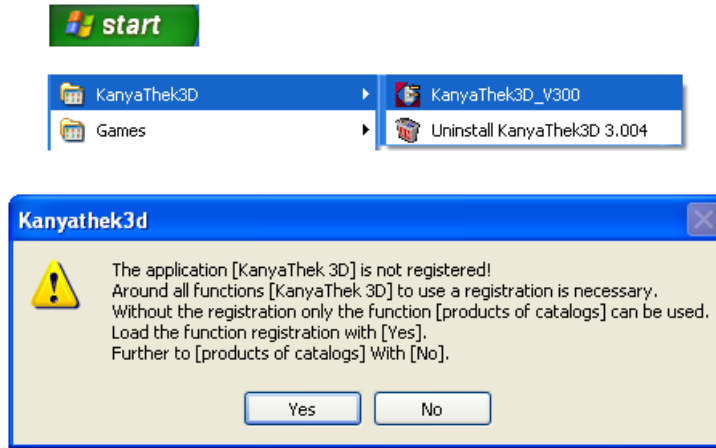 start
KanyaThek3D
KanyaThek3D_V300
Games
Uninstall KanyaThek3D 3.004
Kanyathek3d
The application [KanyaThek 3D] is not registered!
Around all functions [KanyaThek 3D] to use a registration is necessary.
Without the registration only the function [products of catalogs] can be used.
Load the function registration with [Yes].
Further to [products of catalogs] With [No].
Yes
No